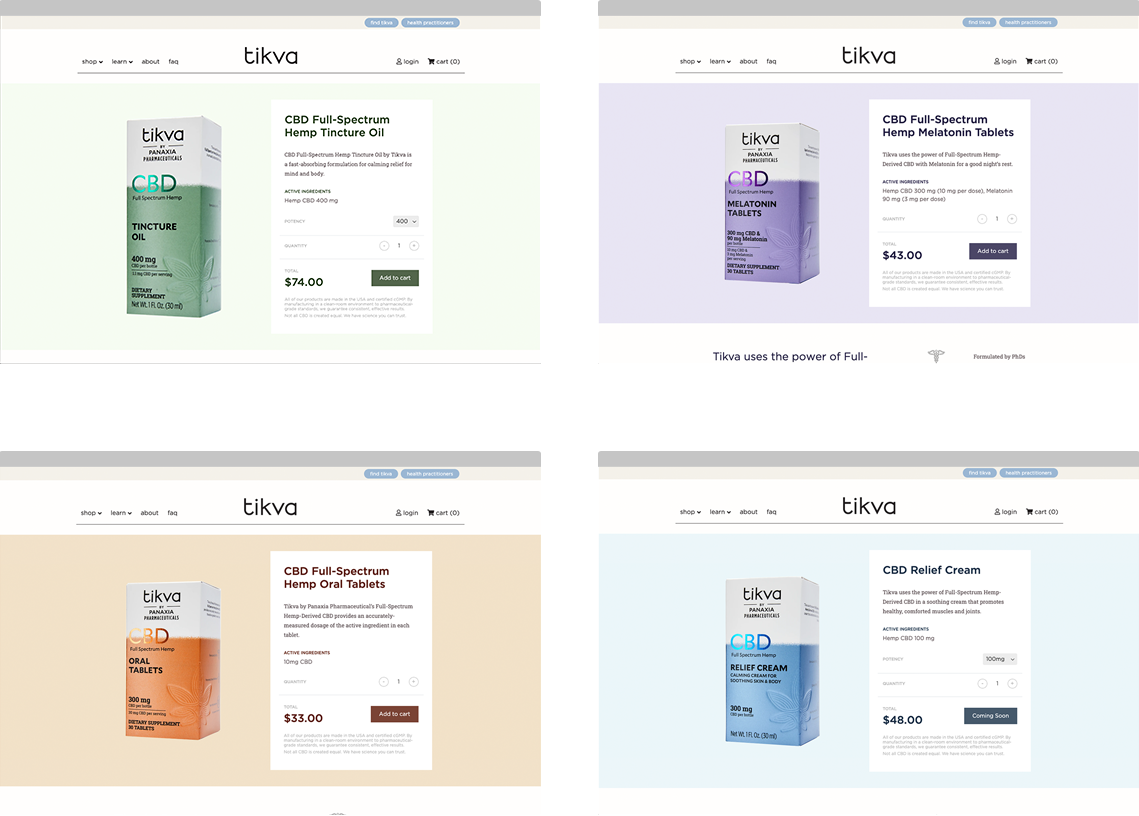 find tikva health practitioners
shop learn about faq
tikva
login cart (0)
tikva
BY
PANAXIA
PHARMACEUTICALS
CBD
Full Spectrum Hemp
TINCTURE
OIL
400 mg
CBD per bottle
DIETARY
SUPPLEMENT
Net Wt. 1 Fl. Oz. (30 ml)
CBD Full-Spectrum
Hemp Tincture Oil
CBD Full-Spectrum Hemp Tincture Oil by Tikva is
a fast-absorbing formulation for calming relief for
mind and body.
ACTIVE INGREDIENTS
Hemp CBD 400 mg
POTENCY 400
QUANTITY - 1 +
TOTAL
$74.00 Add to cart
All of our products are made in the USA and certified cGMP. By
manufacturing in a clean-room environment to pharmaceutical-
grade standards, we guarantee consistent, effective results.
Not all CBD is created equal. We have science you can trust.
find tikva health practitioners
shop learn about faq
tikva
login cart (0)
tikva
BY
PANAXIA
PHARMACEUTICALS
CBD
Full Spectrum Hemp
MELATONIN
TABLETS
300 mg CBD &
90 mg Melatonin
per bottle
10 mg CBD &
3 mg Melatonin
per serving
DIETARY SUPPLEMENT
30 TABLETS
CBD Full-Spectrum
Hemp Melatonin Tablets
Tikva uses the power of Full-Spectrum Hemp-
Derived CBD with Melatonin for a good night's rest.
ACTIVE INGREDIENTS
Hemp CBD 300 mg (10 mg per dose), Melatonin
90 mg (3 mg per dose)
QUANTITY - 1 +
TOTAL
$43.00 Add to cart
All of our products are made in the USA and certified cGMP. By
manufacturing in a clean-room environment to pharmaceutical-
grade standards, we guarantee consistent, effective results.
Not all CBD is created equal. We have science you can trust.
Tikva uses the power of Full-
Formulated by PhDs
find tikva health practitioners
shop learn about faq
tikva
login cart (0)
tikva
BY
PANAXIA
PHARMACEUTICALS
CBD
Full Spectrum Hemp
ORAL
TABLETS
300 mg
CBD per bottle
10 mg CBD per serving
DIETARY SUPPLEMENT
30 TABLETS
CBD Full-Spectrum
Hemp Oral Tablets
Tikva by Panaxia Pharmaceutical's Full-Spectrum
Hemp-Derived CBD provides an accurately-
measured dosage of the active ingredient in each
tablet.
ACTIVE INGREDIENTS
10mg CBD
QUANTITY - 1 +
TOTAL
$33.00 Add to cart
All of our products are made in the USA and certified cGMP. By
manufacturing in a clean-room environment to pharmaceutical-
grade standards, we guarantee consistent, effective results.
Not all CBD is created equal. We have science you can trust.
find tikva health practitioners
shop learn about faq
tikva
login cart (0)
tikva
BY
PANAXIA
PHARMACEUTICALS
CBD
Full Spectrum Hemp
RELIEF CREAM
CALMING CREAM FOR
SOOTHING SKIN & BODY
300 mg
CBD per bottle
Net Wt. 1 Fl. Oz. (30 ml)
CBD Relief Cream
Tikva uses the power of Full-Spectrum Hemp-
Derived CBD in a soothing cream that promotes
healthy, comforted muscles and joints.
ACTIVE INGREDIENTS
Hemp CBD 100 mg
POTENCY 100mg
QUANTITY - 1 +
TOTAL
$48.00 Coming Soon
All of our products are made in the USA and certified cGMP. By
manufacturing in a clean-room environment to pharmaceutical-
grade standards, we guarantee consistent, effective results.
Not all CBD is created equal. We have science you can trust.